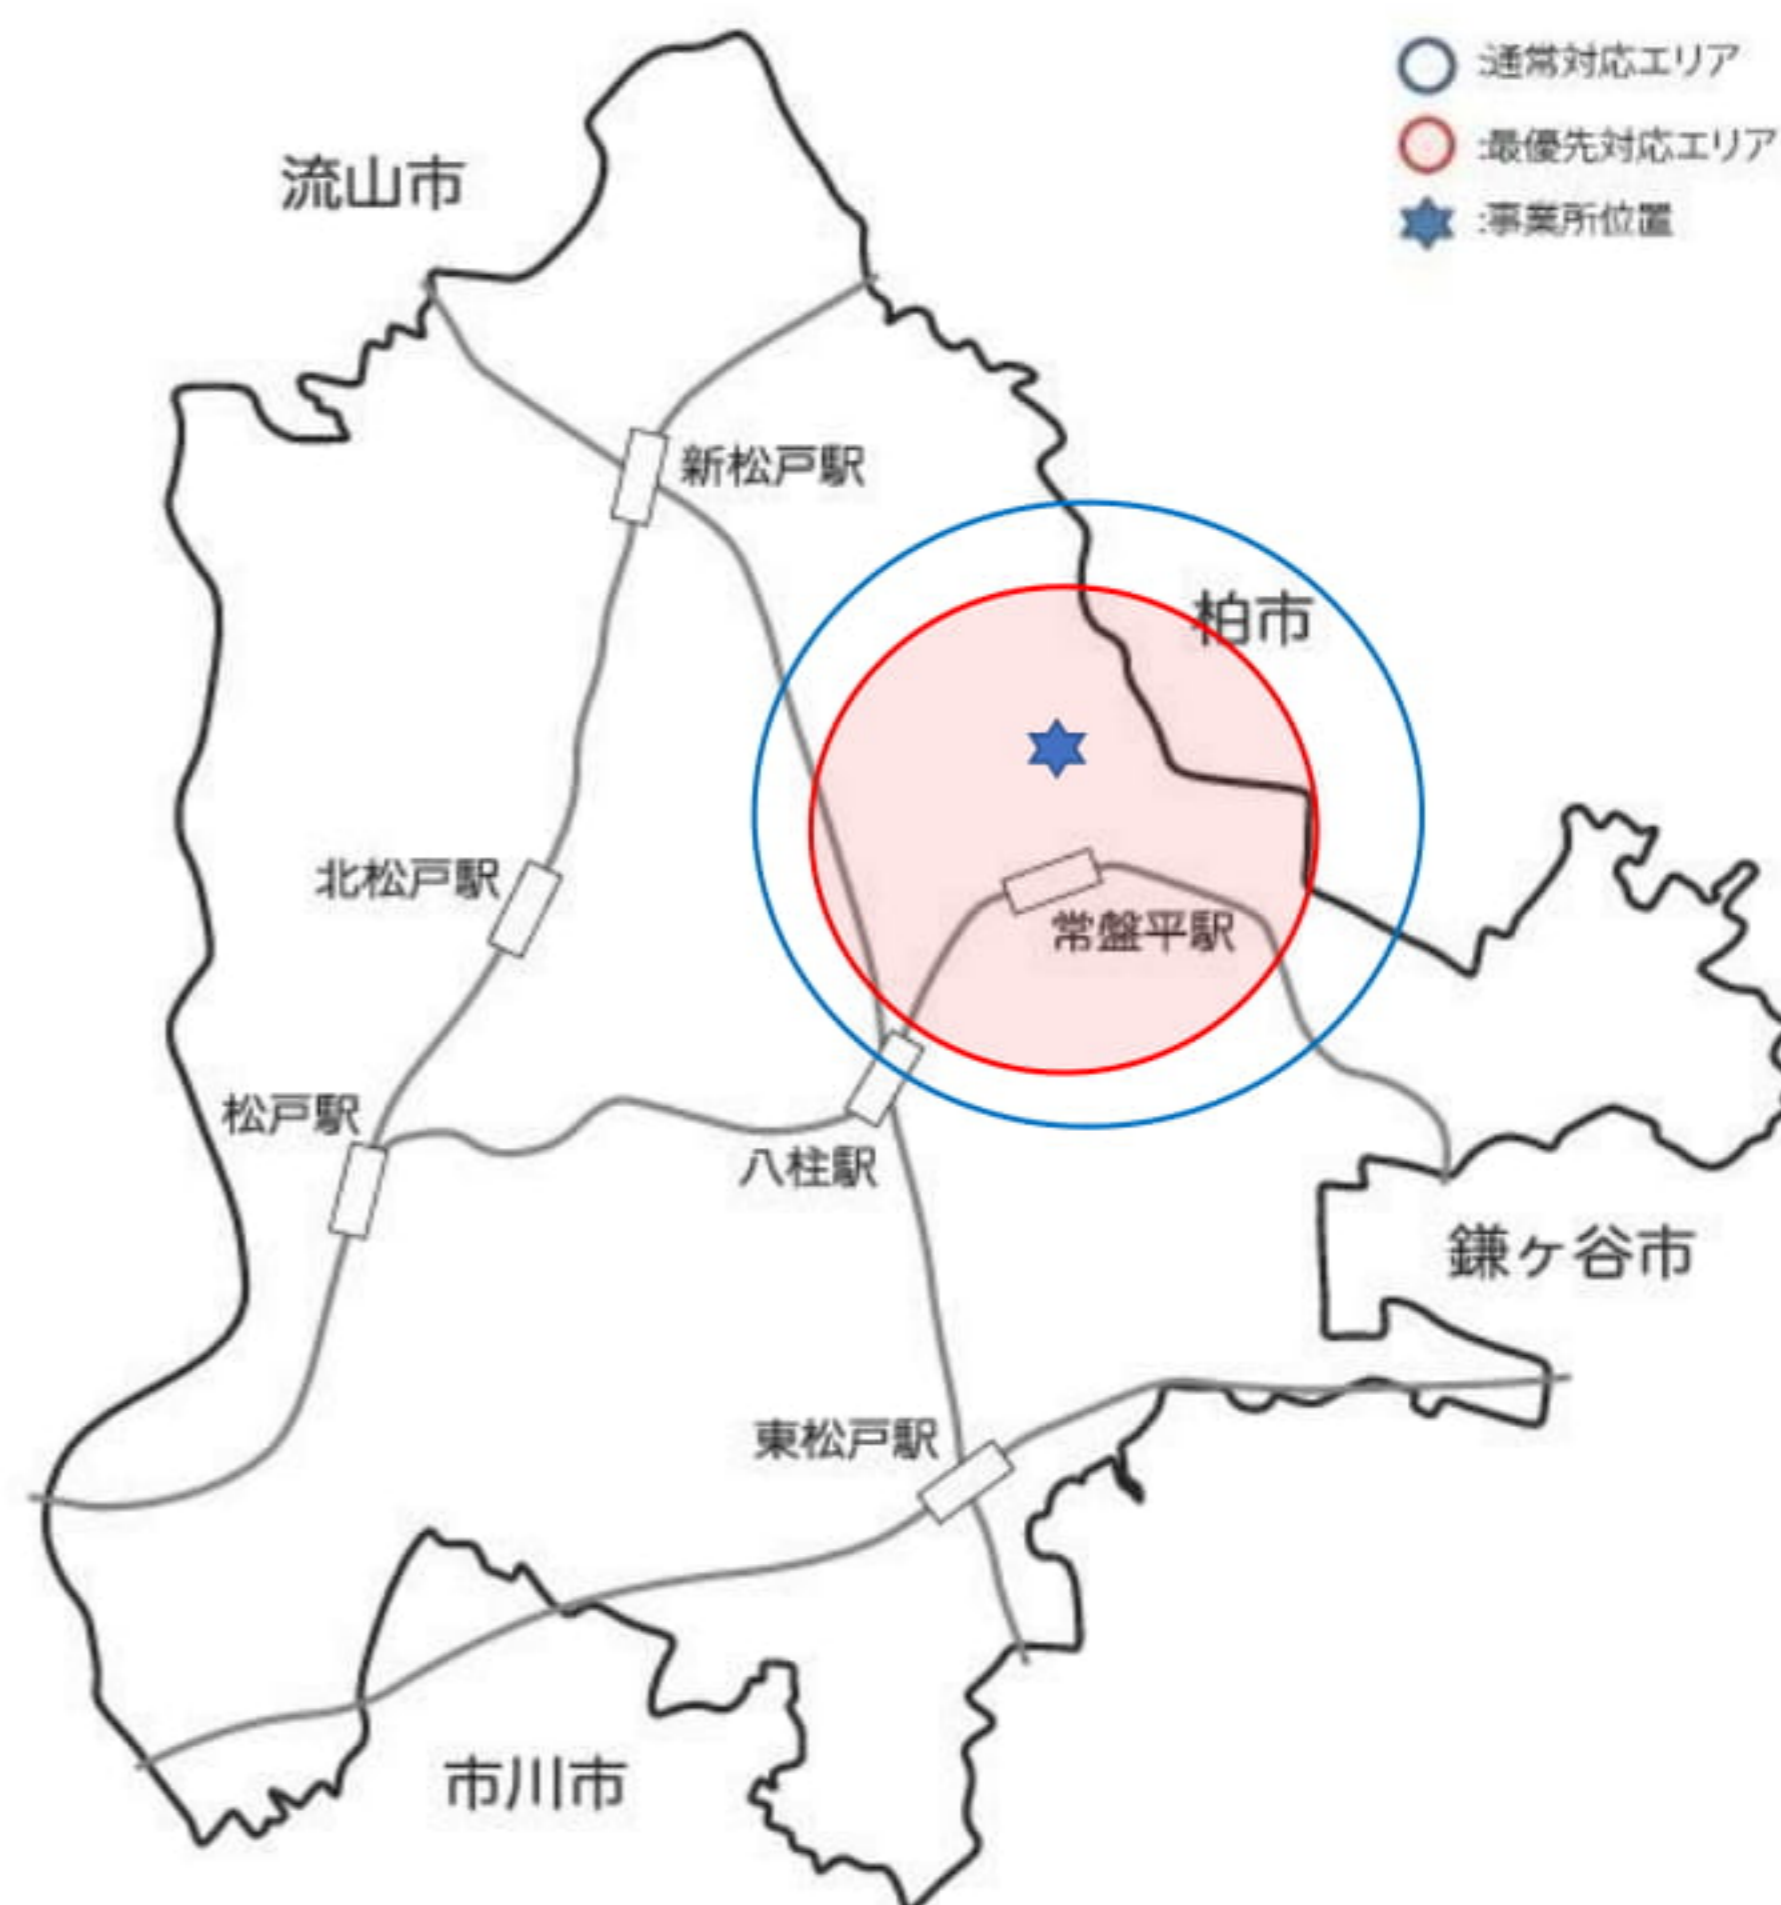 :通常対応エリア
:最優先対応エリア
:事業所位置
流山市
新松戸駅
柏市
北松戸駅
常盤平駅
松戸駅
八柱駅
鎌ヶ谷市
東松戸駅
市川市